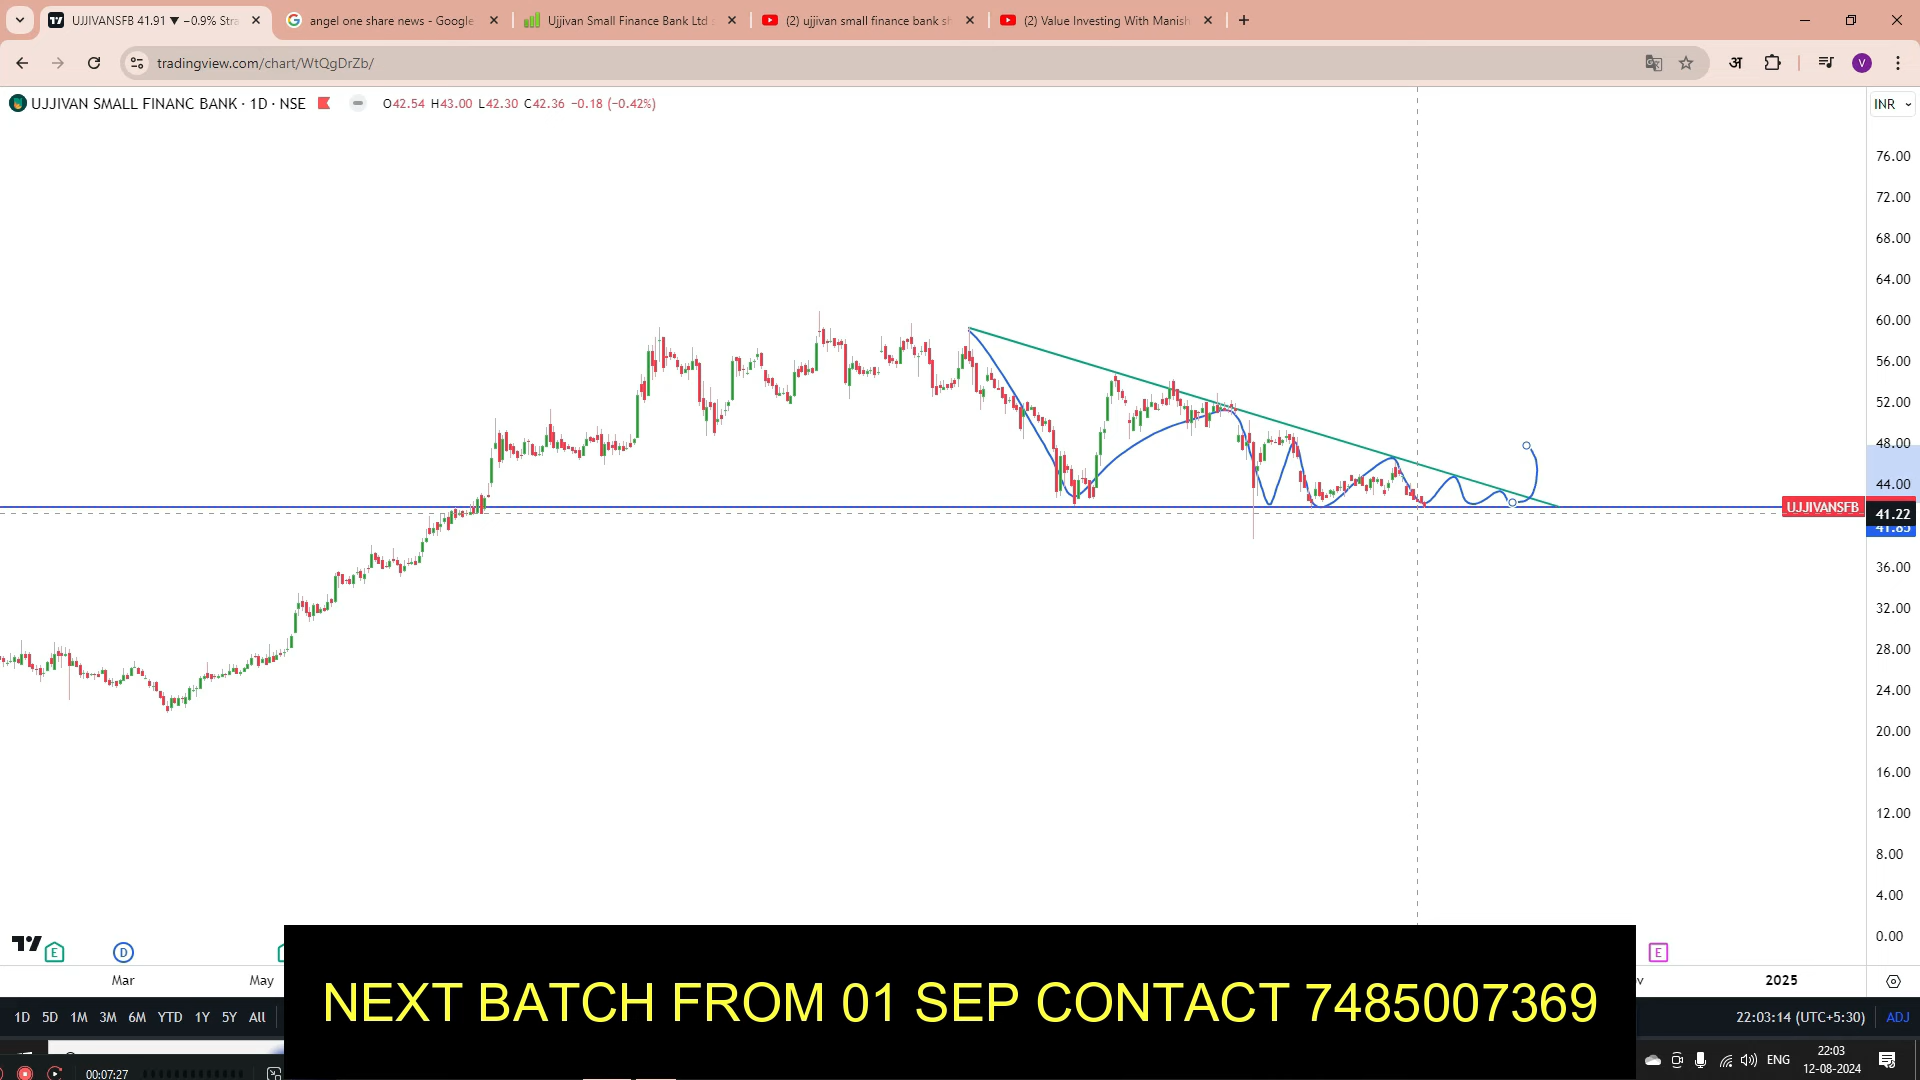 UJJIVANSFB 41.91 ▼ −0.9% Stra
angel one share news - Google
Ujjivan Small Finance Bank Ltd
(2) ujjivan small finance bank sh
(2) Value Investing With Manish
tradingview.com/chart/WtQgDrZb/
अ
V
UJJIVAN SMALL FINANC BANK · 1D · NSE
O42.54 H43.00 L42.30 C42.36 −0.18 (−0.42%)
INR
76.00
72.00
68.00
64.00
60.00
56.00
52.00
48.00
44.00
UJJIVANSFB
41.22
41.85
36.00
32.00
28.00
24.00
20.00
16.00
12.00
8.00
4.00
0.00
E
D
E
Mar
May
2025
NEXT BATCH FROM 01 SEP CONTACT 7485007369
1D 5D 1M 3M 6M YTD 1Y 5Y All
22:03:14 (UTC+5:30)
ADJ
00:07:27
ENG
22:03
12-08-2024